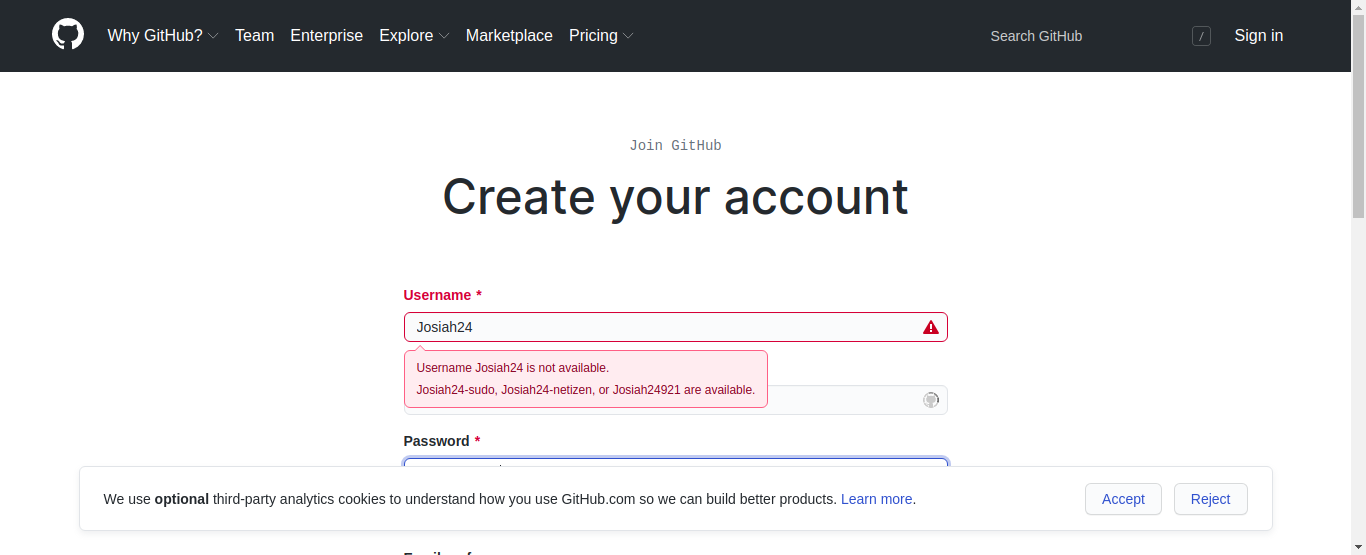 Why GitHub? Team Enterprise Explore Marketplace Pricing Search GitHub / Sign in
Join GitHub
Create your account
Username *
Josiah24
Username Josiah24 is not available.
Josiah24-sudo, Josiah24-netizen, or Josiah24921 are available.
Password *
We use optional third-party analytics cookies to understand how you use GitHub.com so we can build better products. Learn more. Accept Reject